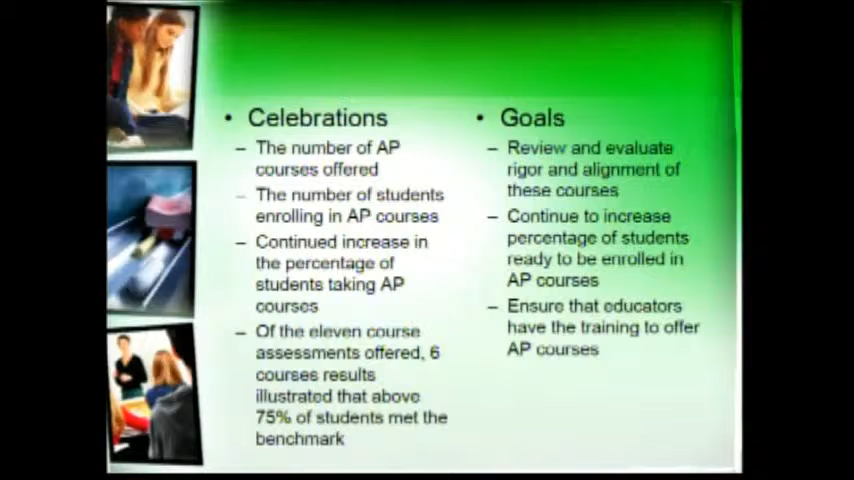 • Celebrations
– The number of AP
courses offered
– The number of students
enrolling in AP courses
– Continued increase in
the percentage of
students taking AP
courses
– Of the eleven course
assessments offered, 6
courses results
illustrated that above
75% of students met the
benchmark
• Goals
– Review and evaluate
rigor and alignment of
these courses
– Continue to increase
percentage of students
ready to be enrolled in
AP courses
– Ensure that educators
have the training to offer
AP courses